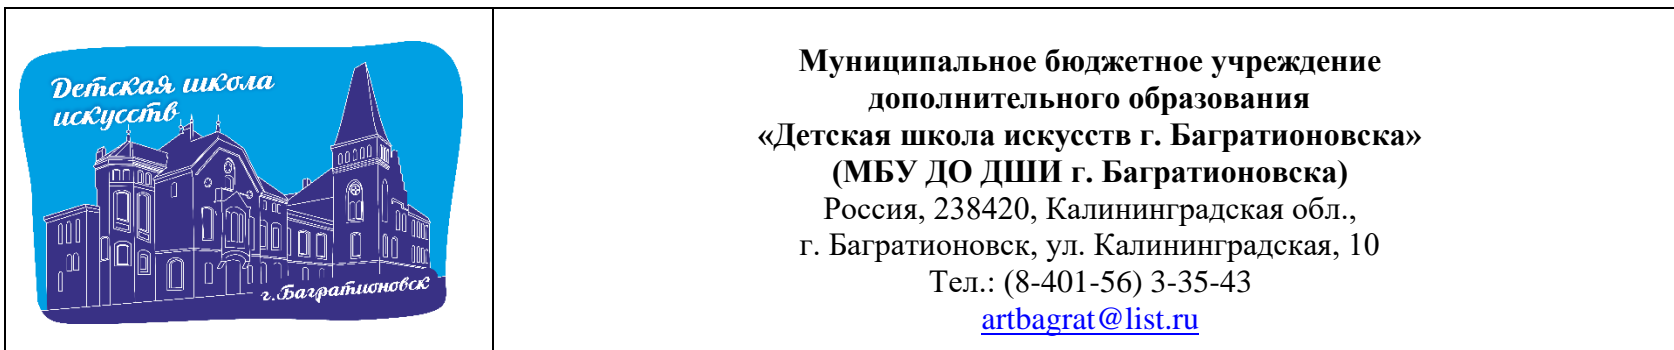 Детская школа
искусств
г.Багратионовск
Муниципальное бюджетное учреждение
дополнительного образования
«Детская школа искусств г. Багратионовска»
(МБУ ДО ДШИ г. Багратионовска)
Россия, 238420, Калининградская обл.,
г. Багратионовск, ул. Калининградская, 10
Тел.: (8-401-56) 3-35-43
artbagrat@list.ru